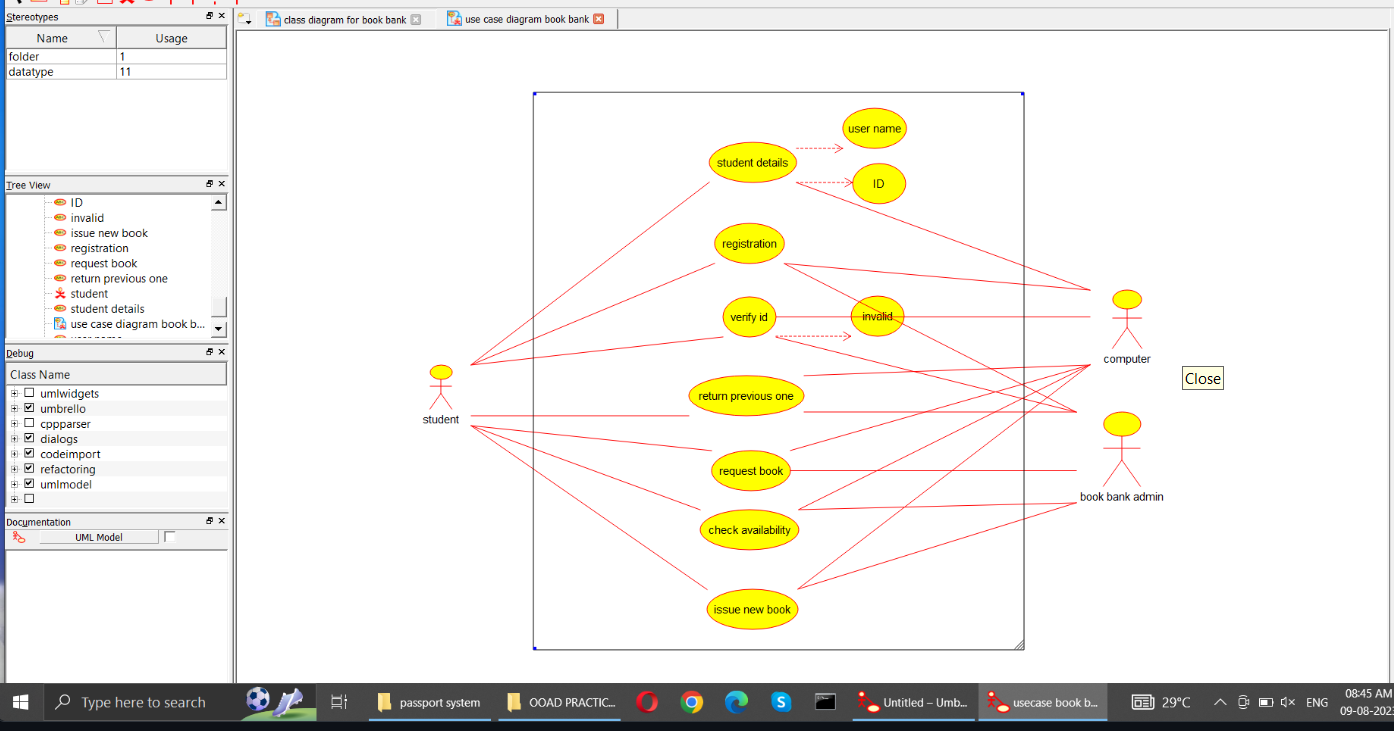 Stereotypes
class diagram for book bank
use case diagram book bank
Name
Usage
folder
1
datatype
11
user name
student details
ID
Tree View
ID
invalid
issue new book
registration
request book
return previous one
student
student details
use case diagram book b...
registration
verify id
invalid
computer
Close
Debug
Class Name
umlwidgets
umbrello
cppparser
dialogs
codeimport
refactoring
umlmodel
return previous one
student
request book
book bank admin
Documentation
UML Model
check availability
issue new book
Type here to search
passport system
OOAD PRACTIC...
Untitled – Umb...
usecase book b...
29°C
ENG
08:45 AM